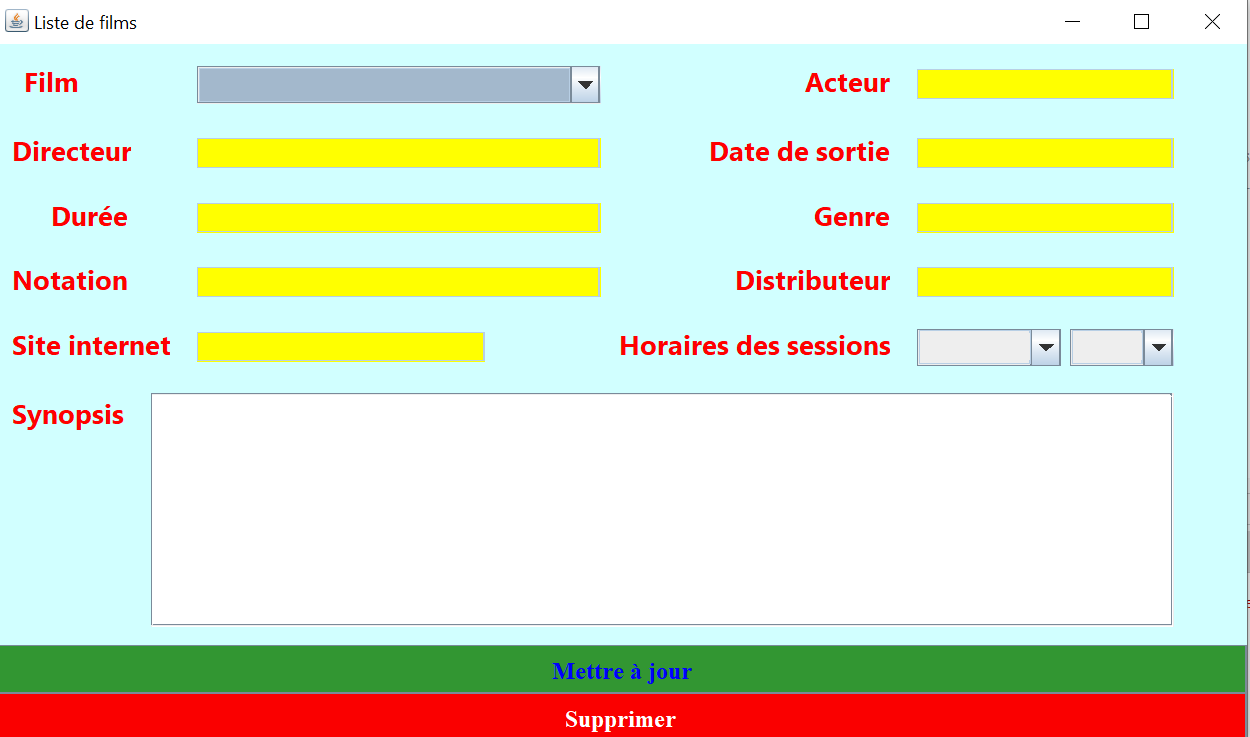 Liste de films
Film
Acteur
Directeur
Date de sortie
Durée
Genre
Notation
Distributeur
Site internet
Horaires des sessions
Synopsis
Mettre à jour
Supprimer